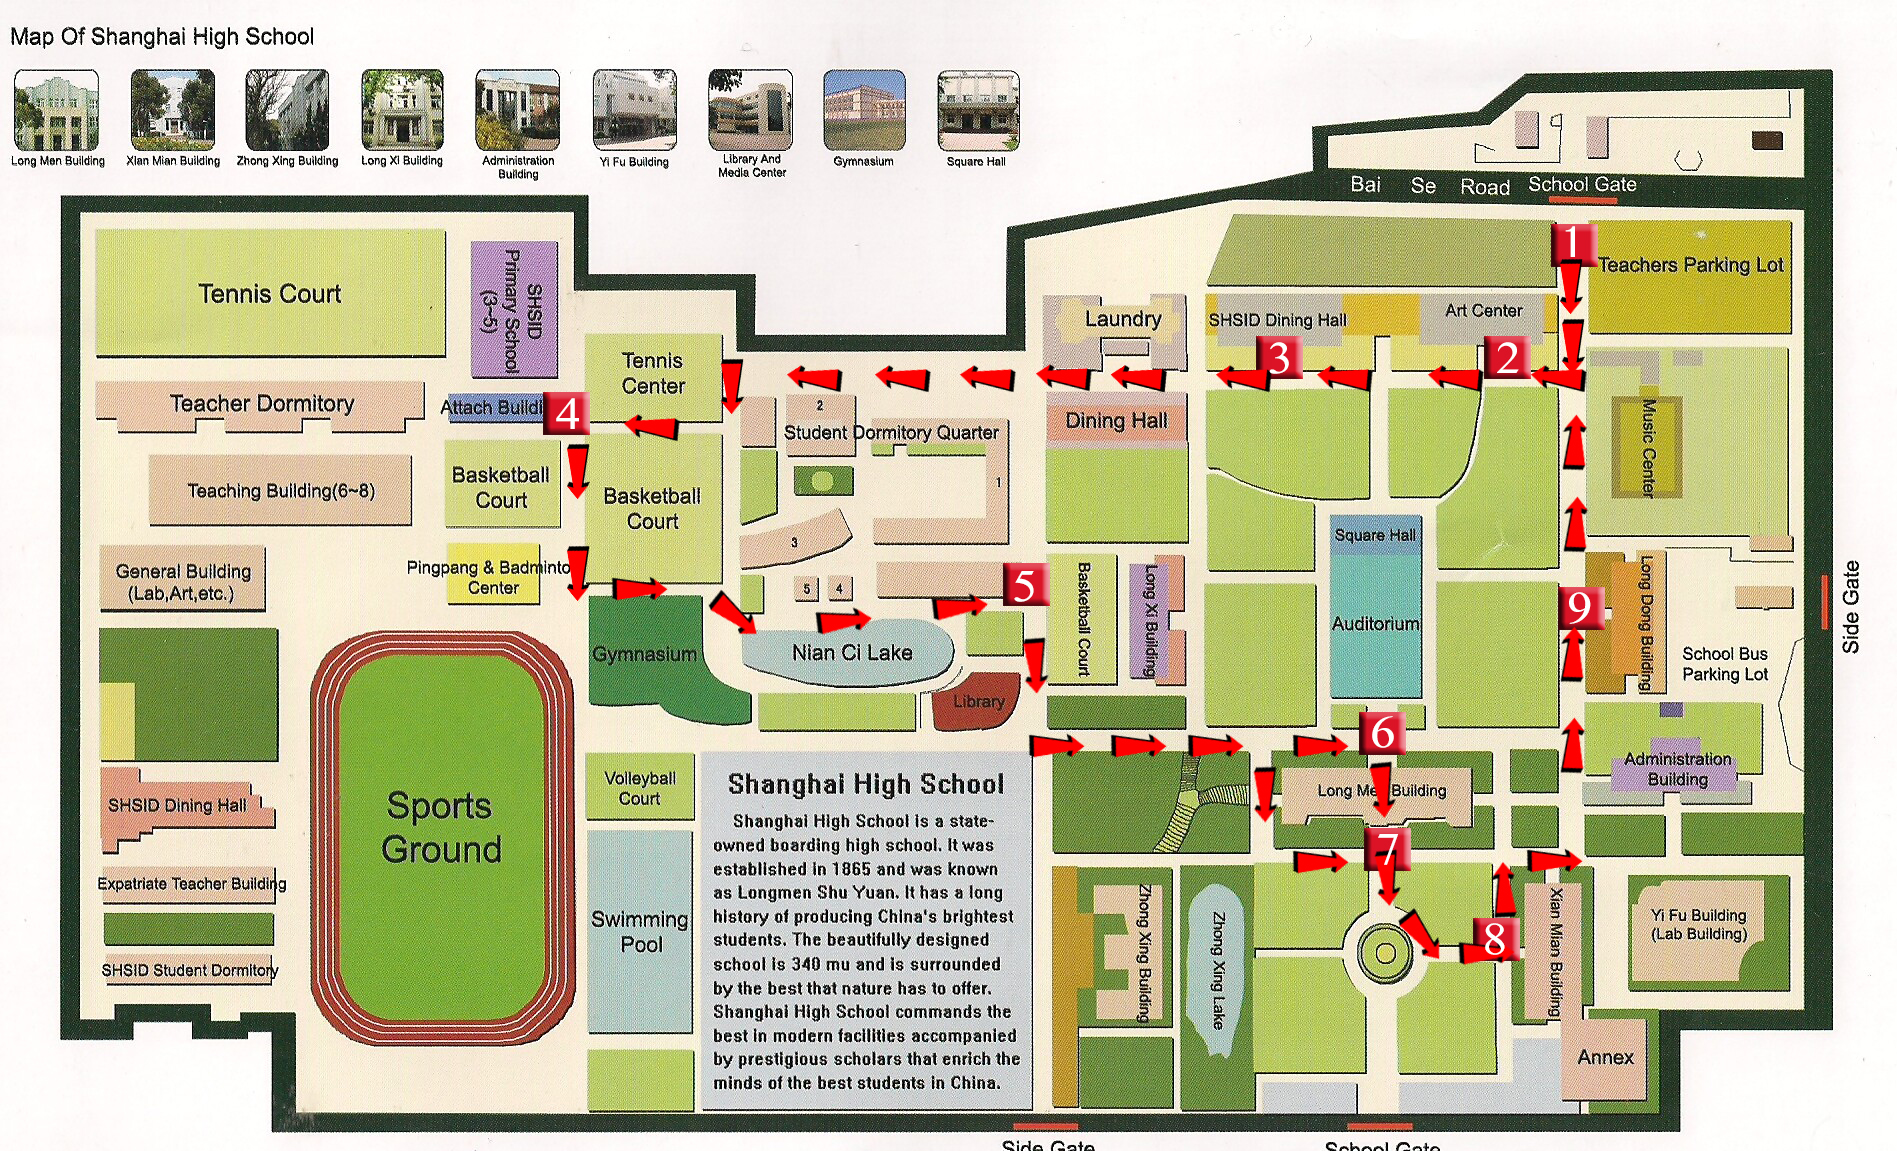 Map Of Shanghai High School
Long Men Building
Xian Mian Building
Zhong Xing Building
Long Xi Building
Administration
Building
Yi Fu Building
Library And
Media Center
Gymnasium
Square Hall
Bai Se Road School Gate
1
Teachers Parking Lot
Tennis Court
SHSID
Primary School
(3~5)
Laundry
SHSID Dining Hall
Art Center
3
2
Tennis
Center
Teacher Dormitory
Attach Buildi
4
2
Student Dormitory Quarter
Dining Hall
Music Center
Teaching Building(6~8)
Basketball
Court
Basketball
Court
1
3
Square Hall
General Building
(Lab,Art,etc.)
Pingpang & Badminto
Center
5
4
5
Basketball Court
Long Xi Building
Auditorium
9
Long Dong Building
Side Gate
School Bus
Parking Lot
Gymnasium
Nian Ci Lake
Library
6
Administration
Building
Volleyball
Court
Long Me Building
SHSID Dining Hall
Sports
Ground
7
Expatriate Teacher Building
Swimming
Pool
Zhong Xing Building
Zhong Xing Lake
8
Xian Mian Building
Yi Fu Building
(Lab Building)
SHSID Student Dormitory
Annex
Shanghai High School
Shanghai High School is a state-
owned boarding high school. It was
established in 1865 and was known
as Longmen Shu Yuan. It has a long
history of producing China's brightest
students. The beautifully designed
school is 340 mu and is surrounded
by the best that nature has to offer.
Shanghai High School commands the
best in modern facilities accompanied
by prestigious scholars that enrich the
minds of the best students in China.
Side Gate
School Gate